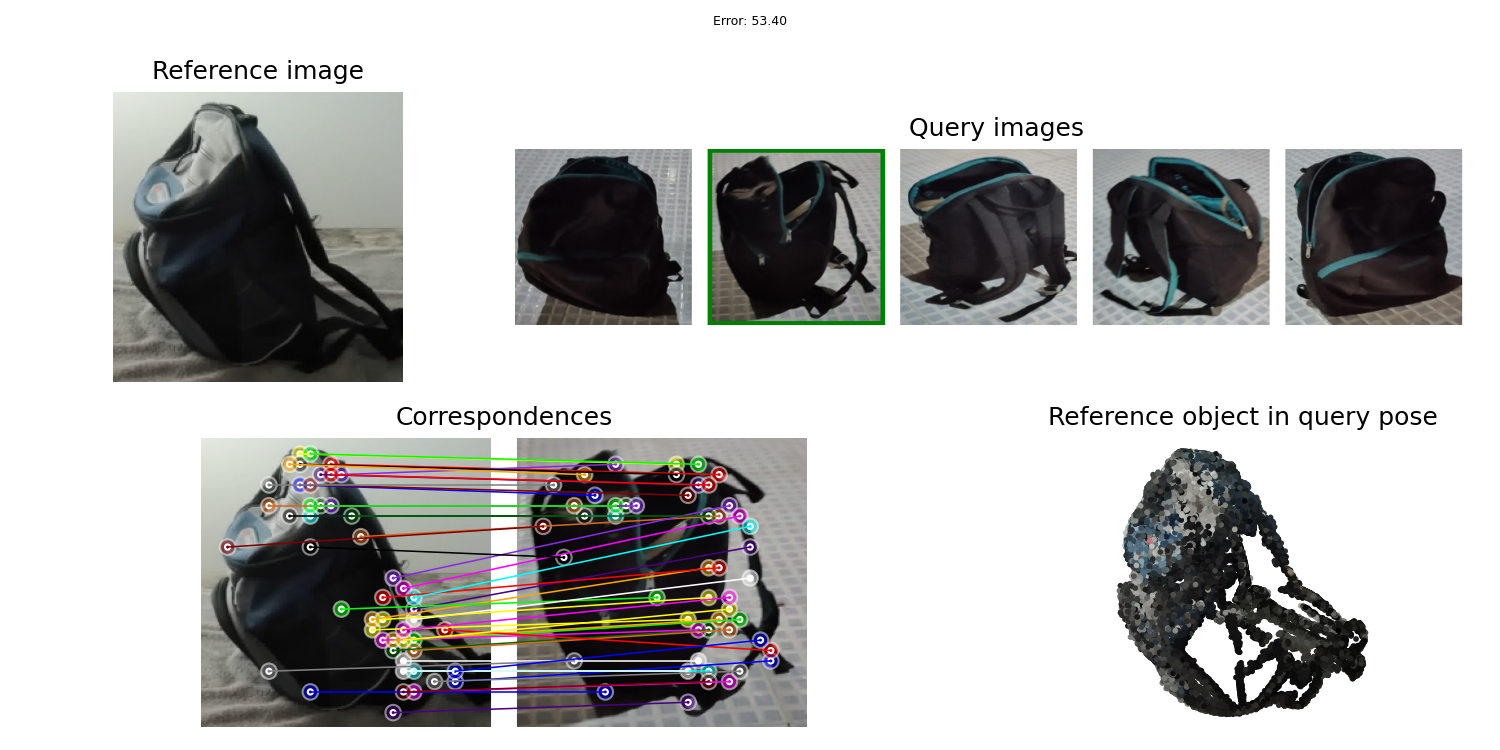 Error: 53.40
Reference image
Query images
Correspondences
Reference object in query pose